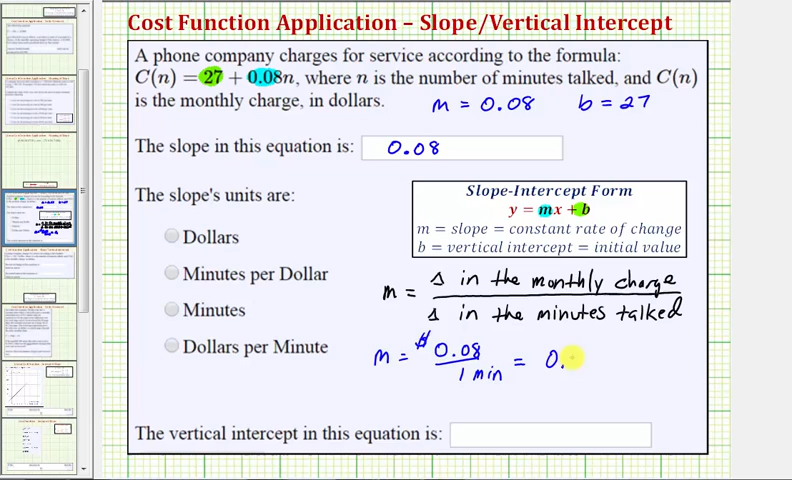 Cost Function Application – Slope/Vertical Intercept
A phone company charges for service according to the formula:
C(n) = 27 + 0.08n, where n is the number of minutes talked, and C(n)
is the monthly charge, in dollars.
m = 0.08 b = 27
The slope in this equation is: 0.08
The slope's units are:
Dollars
Minutes per Dollar
Minutes
Dollars per Minute
Slope-Intercept Form
y = mx + b
m = slope = constant rate of change
b = vertical intercept = initial value
m = Δ in the monthly charge
Δ in the minutes talked
m = $0.08 / 1 min = 0.
The vertical intercept in this equation is: